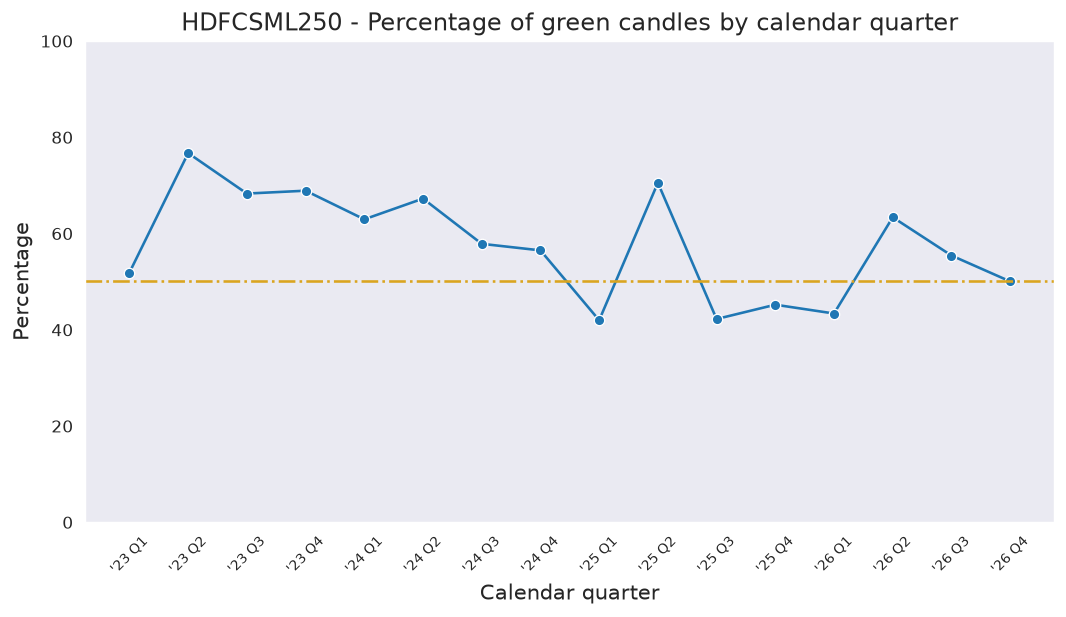 HDFCSML250 - Percentage of green candles by calendar quarter
100
80
60
40
20
0
Percentage
'23 Q1
'23 Q2
'23 Q3
'23 Q4
'24 Q1
'24 Q2
'24 Q3
'24 Q4
'25 Q1
'25 Q2
'25 Q3
'25 Q4
'26 Q1
'26 Q2
'26 Q3
'26 Q4
Calendar quarter